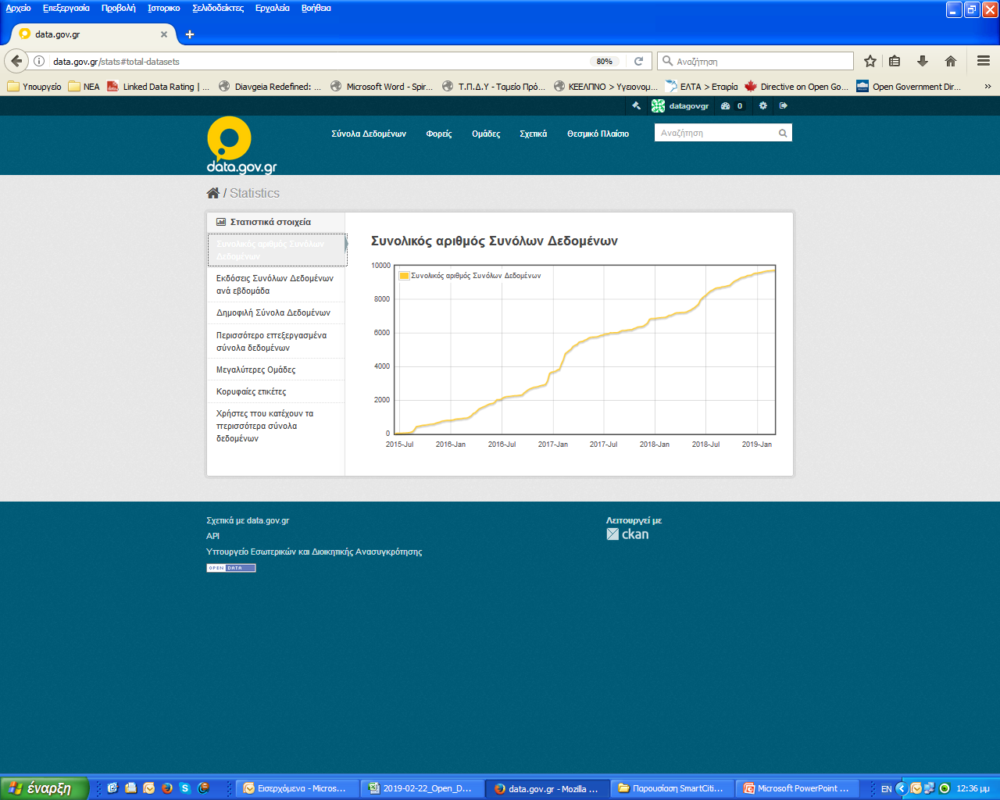 Αρχείο Επεξεργασία Προβολή Ιστορικο Σελιδοδείκτες Εργαλεία Βοήθεια
data.gov.gr
data.gov.gr/stats#total-datasets 80% Αναζήτηση
Υπουργείο ΝΕΑ Linked Data Rating | ... Diavgeia Redefined: ... Microsoft Word - Spir... Τ.Π.Δ.Υ - Ταμείο Πρό... ΚΕΕΛΠΝΟ > Υγειονομ... ΕΛΤΑ > Εταιρία Directive on Open Go... Open Government Dir...
datagovgr 0
data.gov.gr
Σύνολα Δεδομένων Φορείς Ομάδες Σχετικά Θεσμικό Πλαίσιο Αναζήτηση
/ Statistics
Στατιστικά στοιχεία
Συνολικός αριθμός Συνόλων
Δεδομένων
Εκδόσεις Συνόλων Δεδομένων
ανά εβδομάδα
Δημοφιλή Σύνολα Δεδομένων
Περισσότερο επεξεργασμένα
σύνολα δεδομένων
Μεγαλύτερες Ομάδες
Κορυφαίες ετικέτες
Χρήστες που κατέχουν τα
περισσότερα σύνολα
δεδομένων
Συνολικός αριθμός Συνόλων Δεδομένων
Συνολικός αριθμός Συνόλων Δεδομένων
10000
8000
6000
4000
2000
0
2015-Jul 2016-Jan 2016-Jul 2017-Jan 2017-Jul 2018-Jan 2018-Jul 2019-Jan
Σχετικά με data.gov.gr
API
Υπουργείο Εσωτερικών και Διοικητικής Ανασυγκρότησης
OPEN DATA
Λειτουργεί με
ckan
έναρξη Εισερχόμενα - Micros... 2019-02-22_Open_D... data.gov.gr - Mozilla ... Παρουσίαση SmartCiti... Microsoft PowerPoint ... EN 12:36 μμ